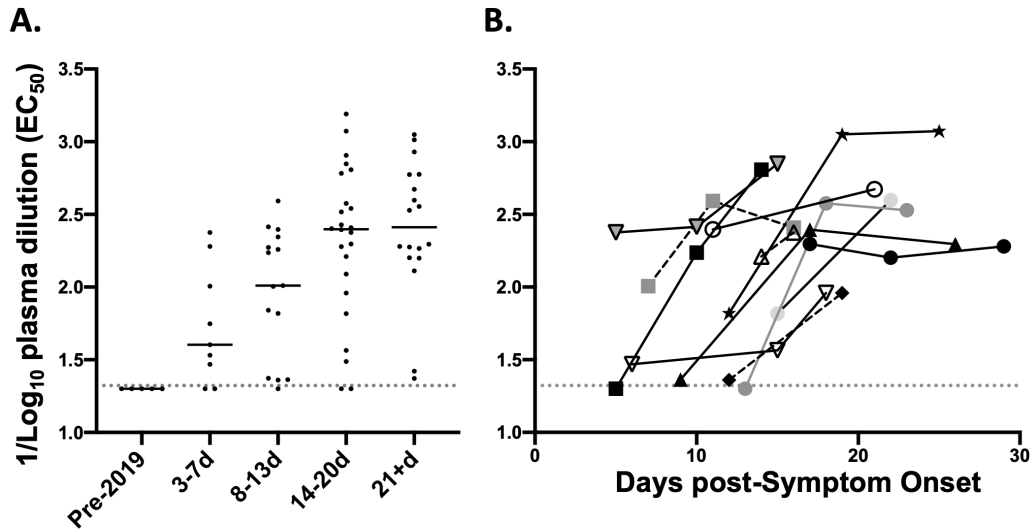 A.
B.
1/Log10 plasma dilution (EC50)
3.5
3.0
2.5
2.0
1.5
1.0
Pre-2019
3-7d
8-13d
14-20d
21+d
3.5
3.0
2.5
2.0
1.5
1.0
0
10
20
30
Days post-Symptom Onset